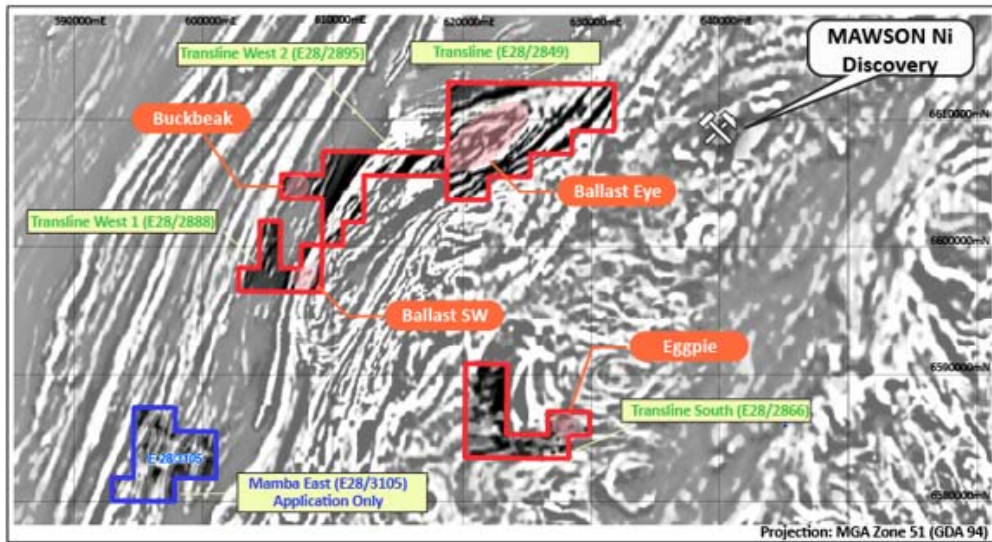 590000mE
600000mE
610000mE
620000mE
630000mE
640000mE
MAWSON Ni
Discovery
Transline West 2 (E28/2895)
Transline (E28/2849)
6610000mN
Buckbeak
Ballast Eye
Transline West 1 (E28/2888)
6600000mN
Ballast SW
Eggpie
6590000mN
Transline South (E28/2866)
E 28/3105
Mamba East (E28/3105)
Application Only
6580000mN
Projection: MGA Zone 51 (GDA 94)